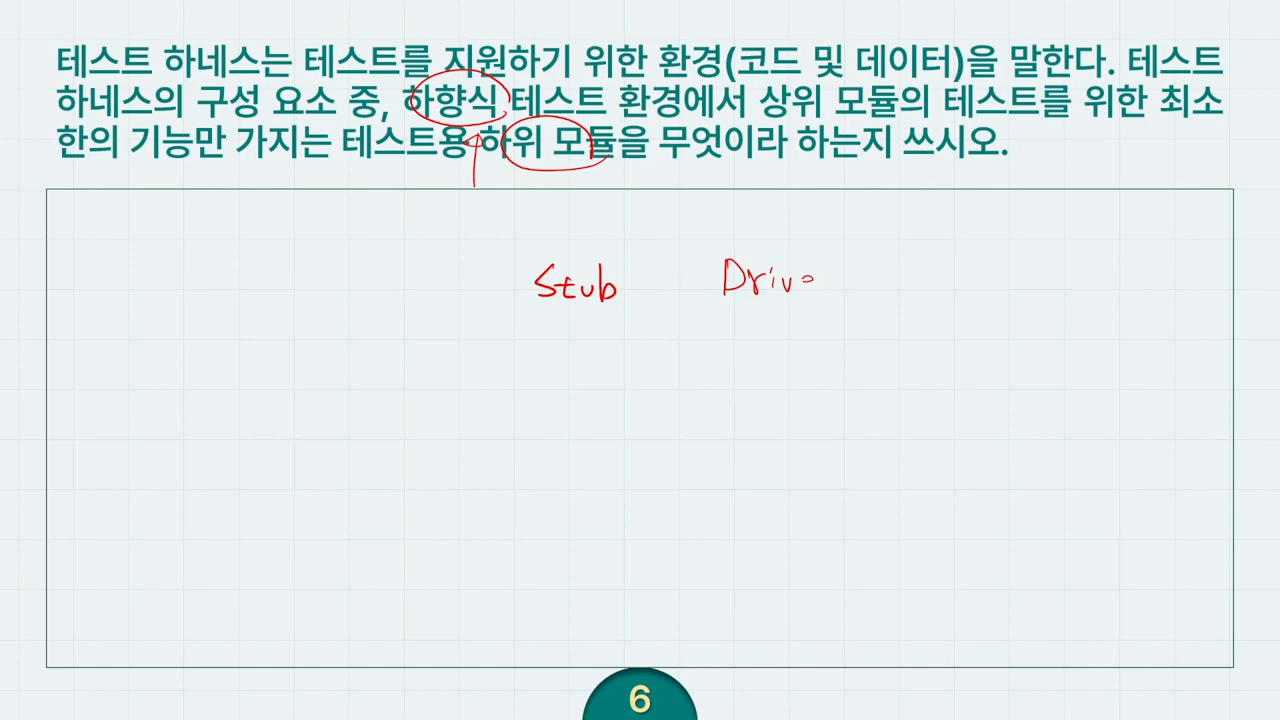 테스트 하네스는 테스트를 지원하기 위한 환경(코드 및 데이터)을 말한다. 테스트
하네스의 구성 요소 중, 하향식 테스트 환경에서 상위 모듈의 테스트를 위한 최소
한의 기능만 가지는 테스트용 하위 모듈을 무엇이라 하는지 쓰시오.
Stub Drive
6